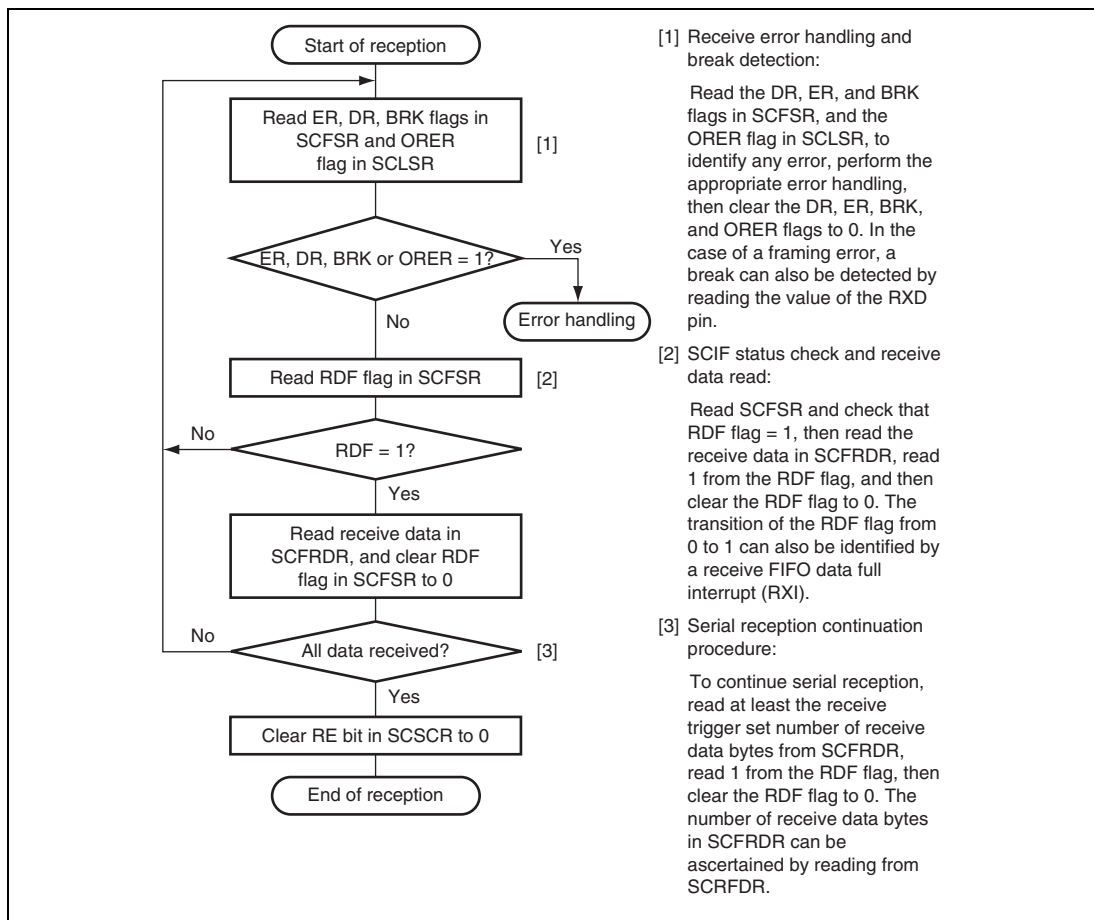 Start of reception
Read ER, DR, BRK flags in
SCFSR and ORER
flag in SCLSR
[1]
ER, DR, BRK or ORER = 1?
Yes
Error handling
No
Read RDF flag in SCFSR
[2]
No
RDF = 1?
Yes
Read receive data in
SCFRDR, and clear RDF
flag in SCFSR to 0
No
All data received?
[3]
Yes
Clear RE bit in SCSCR to 0
End of reception
[1] Receive error handling and
break detection:
Read the DR, ER, and BRK
flags in SCFSR, and the
ORER flag in SCLSR, to
identify any error, perform the
appropriate error handling,
then clear the DR, ER, BRK,
and ORER flags to 0. In the
case of a framing error, a
break can also be detected by
reading the value of the RXD
pin.
[2] SCIF status check and receive
data read:
Read SCFSR and check that
RDF flag = 1, then read the
receive data in SCFRDR, read
1 from the RDF flag, and then
clear the RDF flag to 0. The
transition of the RDF flag from
0 to 1 can also be identified by
a receive FIFO data full
interrupt (RXI).
[3] Serial reception continuation
procedure:
To continue serial reception,
read at least the receive
trigger set number of receive
data bytes from SCFRDR,
read 1 from the RDF flag, then
clear the RDF flag to 0. The
number of receive data bytes
in SCFRDR can be
ascertained by reading from
SCRFDR.